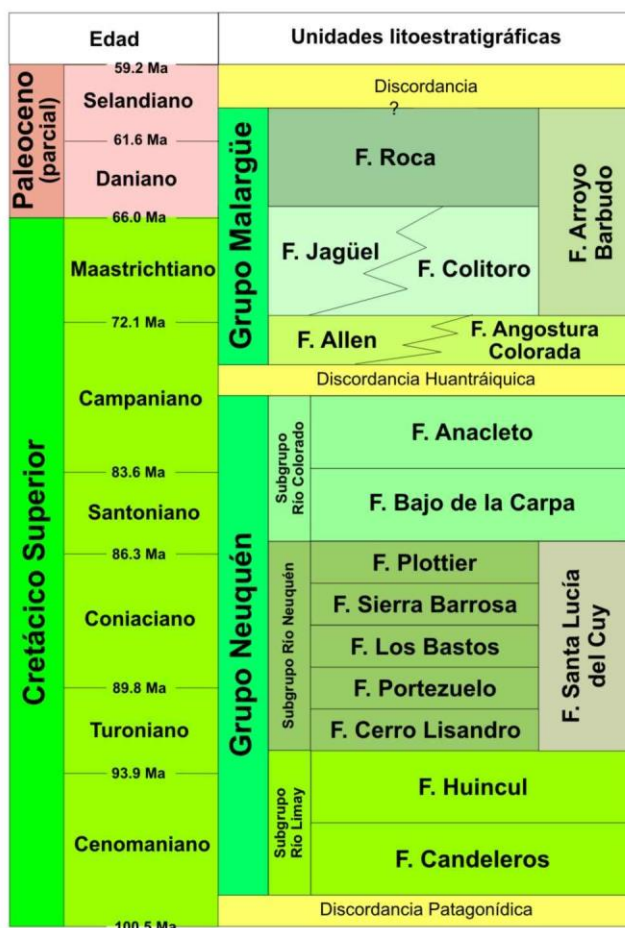 Edad
Unidades litoestratigráficas
Paleoceno
(parcial)
59.2 Ma
Selandiano
61.6 Ma
Daniano
66.0 Ma
Cretácico Superior
Maastrichtiano
72.1 Ma
Campaniano
83.6 Ma
Santoniano
86.3 Ma
Coniaciano
89.8 Ma
Turoniano
93.9 Ma
Cenomaniano
100.5 Ma
Discordancia
?
Grupo Malargüe
F. Roca
F. Arroyo
Barbudo
F. Jagüel
F. Colitoro
F. Allen
F. Angostura
Colorada
Discordancia Huantráiquica
Grupo Neuquén
Subgrupo
Río Colorado
F. Anacleto
F. Bajo de la Carpa
Subgrupo Río Neuquén
F. Plottier
F. Sierra Barrosa
F. Los Bastos
F. Portezuelo
F. Cerro Lisandro
F. Santa Lucía
del Cuy
Subgrupo
Río Limay
F. Huincul
F. Candeleros
Discordancia Patagonídica